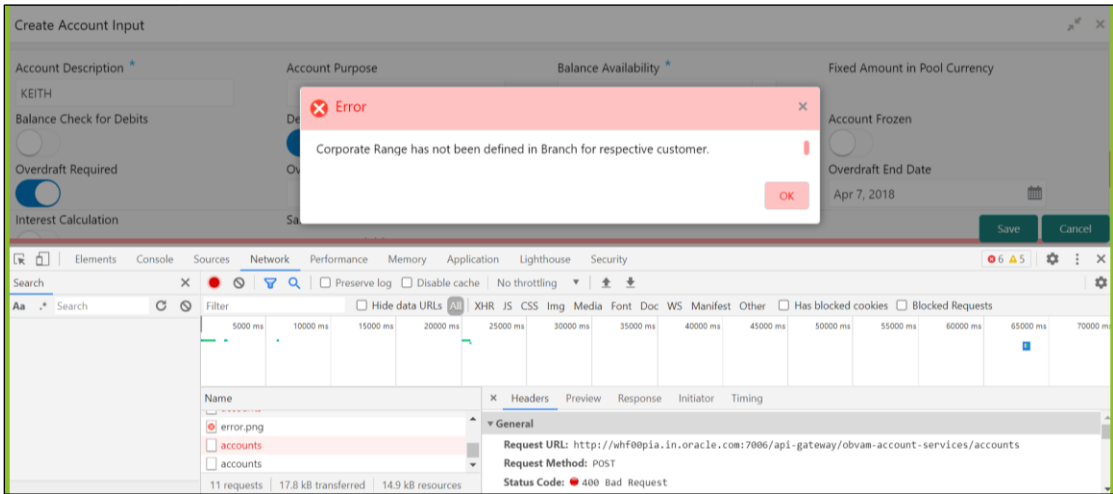 Create Account Input
Account Description * Account Purpose Balance Availability * Fixed Amount in Pool Currency
KEITH
Error
Balance Check for Debits De Account Frozen
Corporate Range has not been defined in Branch for respective customer.
Overdraft Required Ov Overdraft End Date
OK Apr 7, 2018
Interest Calculation Sa
Save Cancel
Elements Console Sources Network Performance Memory Application Lighthouse Security 6 5
Search Preserve log Disable cache No throttling
Aa .* Search Filter Hide data URLs All XHR JS CSS Img Media Font Doc WS Manifest Other Has blocked cookies Blocked Requests
5000 ms 10000 ms 15000 ms 20000 ms 25000 ms 30000 ms 35000 ms 40000 ms 45000 ms 50000 ms 55000 ms 60000 ms 65000 ms 70000 m
Name Headers Preview Response Initiator Timing
General
error.png
accounts Request URL: http://whf00pia.in.oracle.com:7006/api-gateway/obvam-account-services/accounts
accounts Request Method: POST
11 requests 17.8 kB transferred 14.9 kB resources Status Code: 400 Bad Request